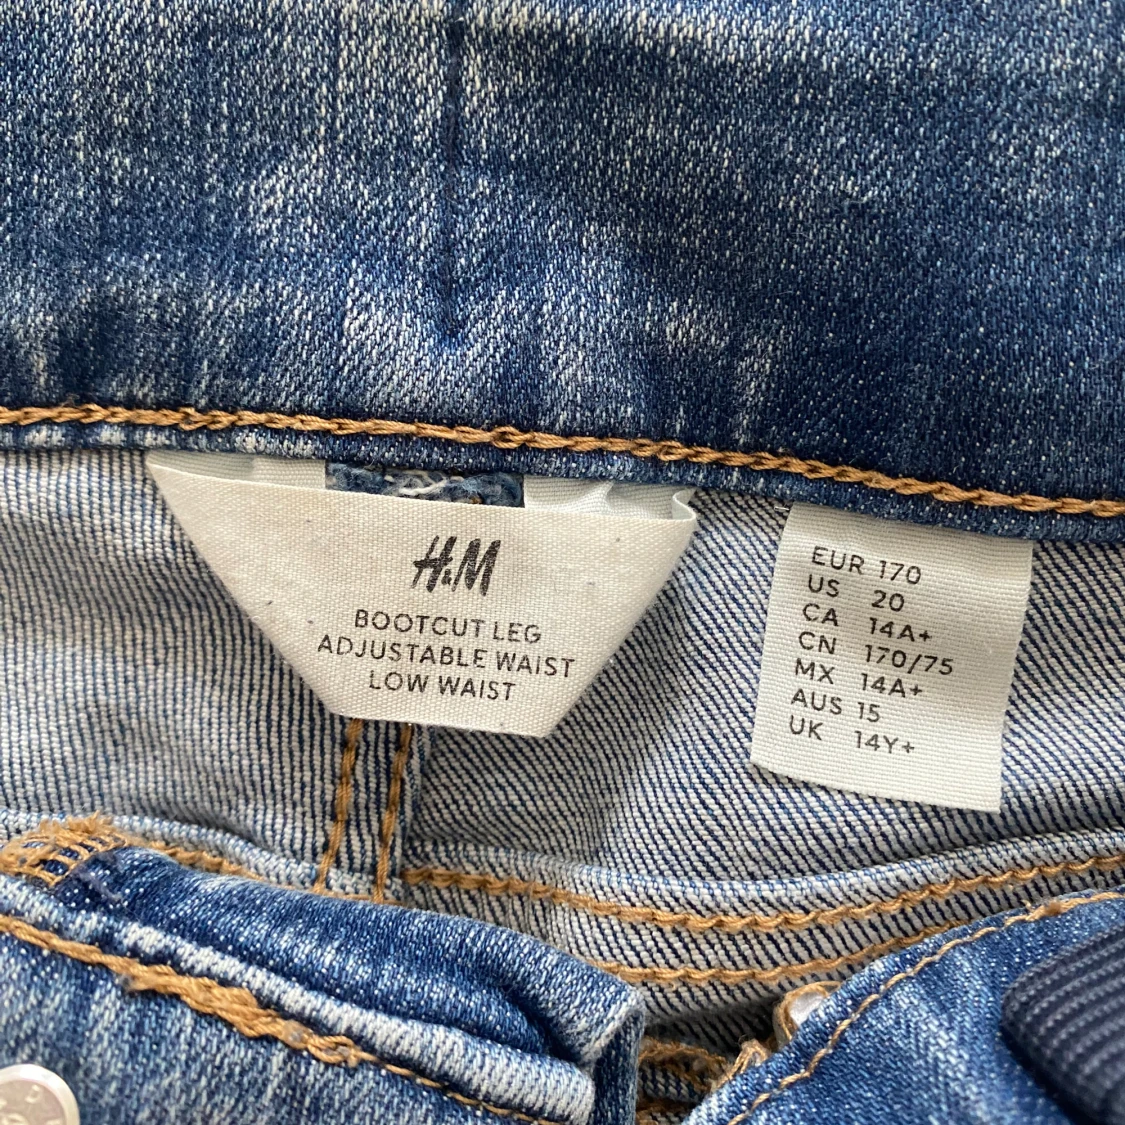 H&M
BOOTCUT LEG
ADJUSTABLE WAIST
LOW WAIST
EUR 170
US 20
CA 14A+
CN 170/75
MX 14A+
AUS 15
UK 14Y+